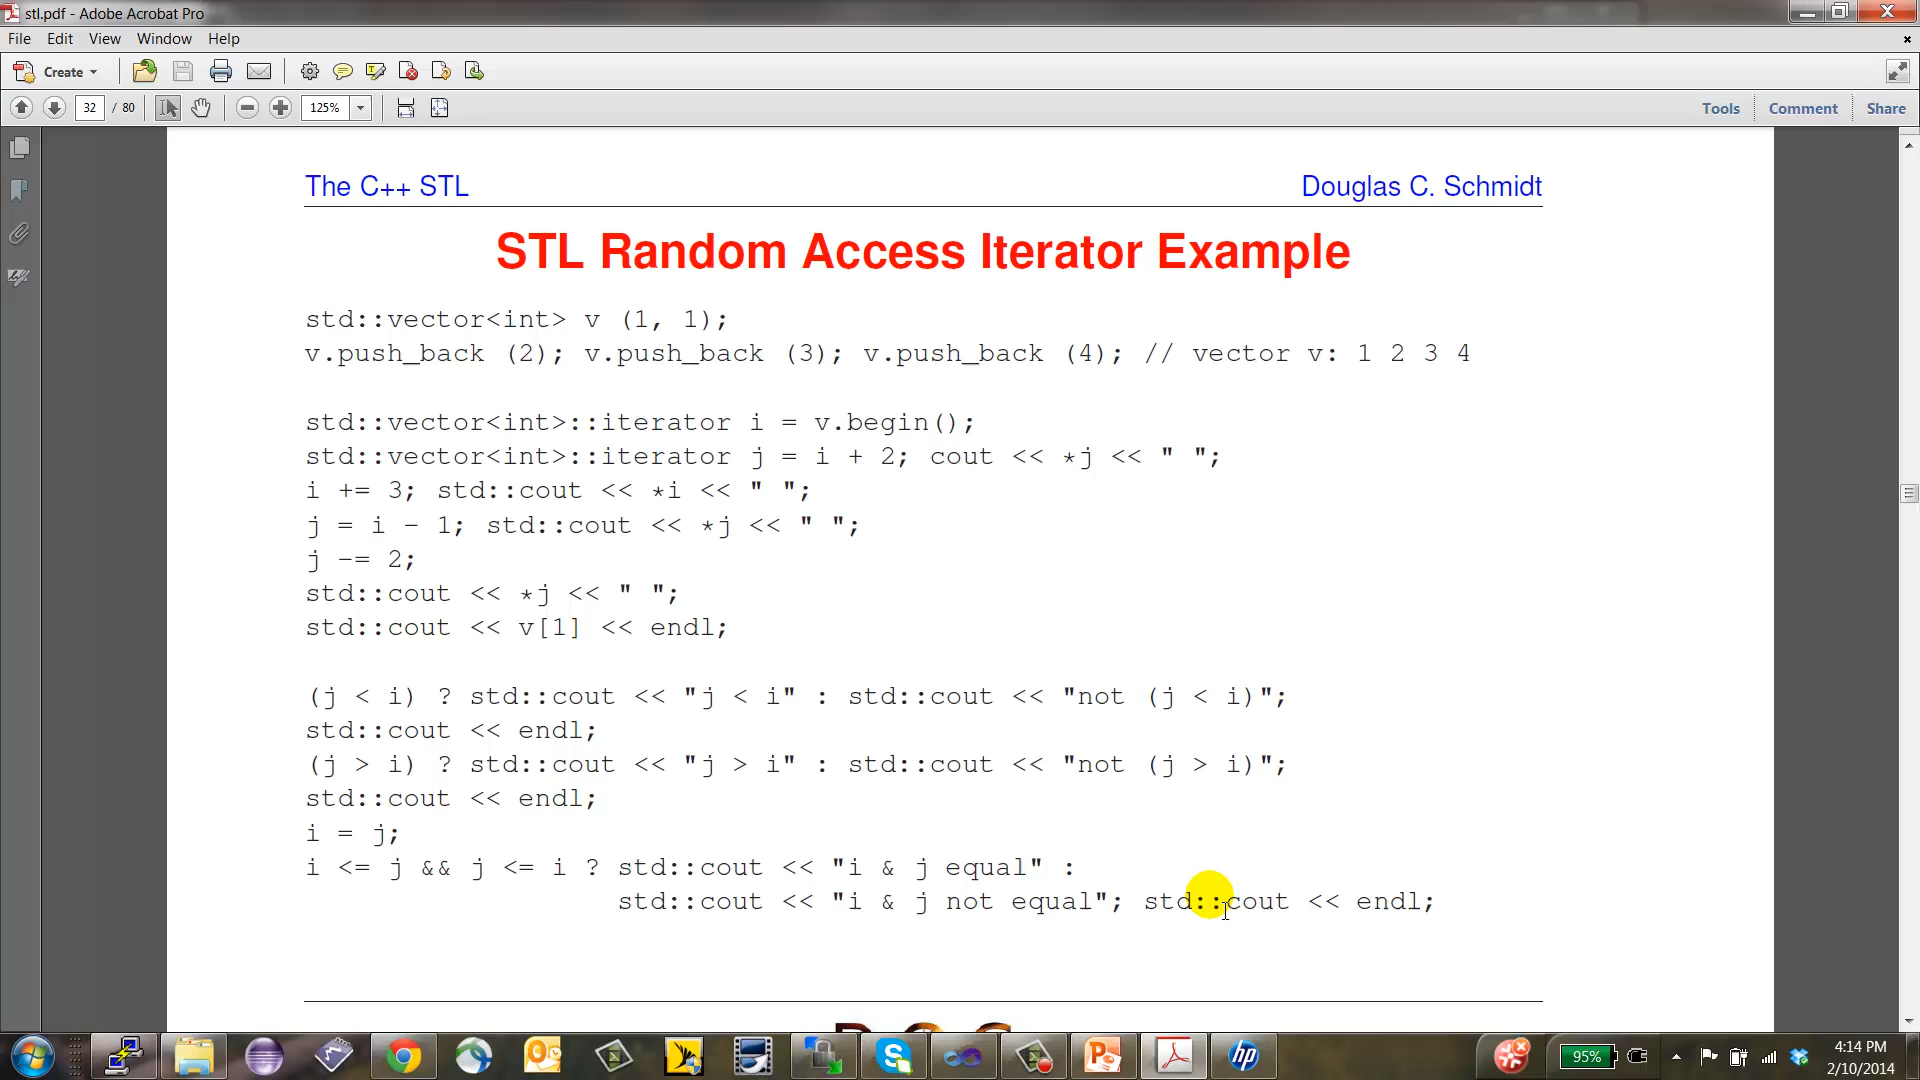 stl.pdf - Adobe Acrobat Pro
File Edit View Window Help
Create
32 / 80 125% Tools Comment Share
The C++ STL Douglas C. Schmidt
STL Random Access Iterator Example
std::vector<int> v (1, 1);
v.push_back (2); v.push_back (3); v.push_back (4); // vector v: 1 2 3 4
std::vector<int>::iterator i = v.begin();
std::vector<int>::iterator j = i + 2; cout << *j << " ";
i += 3; std::cout << *i << " ";
j = i - 1; std::cout << *j << " ";
j -= 2;
std::cout << *j << " ";
std::cout << v[1] << endl;
(j < i) ? std::cout << "j < i" : std::cout << "not (j < i)";
std::cout << endl;
(j > i) ? std::cout << "j > i" : std::cout << "not (j > i)";
std::cout << endl;
i = j;
i <= j && j <= i ? std::cout << "i & j equal" :
std::cout << "i & j not equal"; std::cout << endl;
95%
4:14 PM
2/10/2014